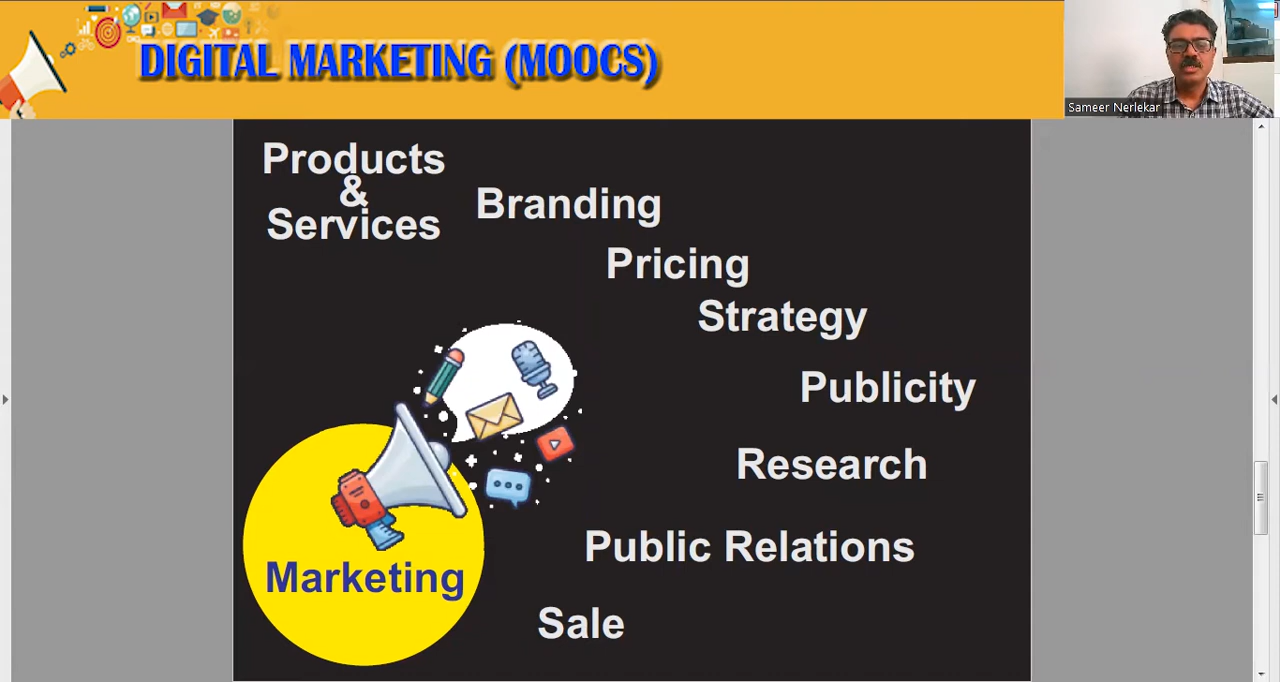 DIGITAL MARKETING (MOOCS)
Sameer Nerlekar
Products
&
Services
Branding
Pricing
Strategy
Publicity
Research
Public Relations
Sale
Marketing